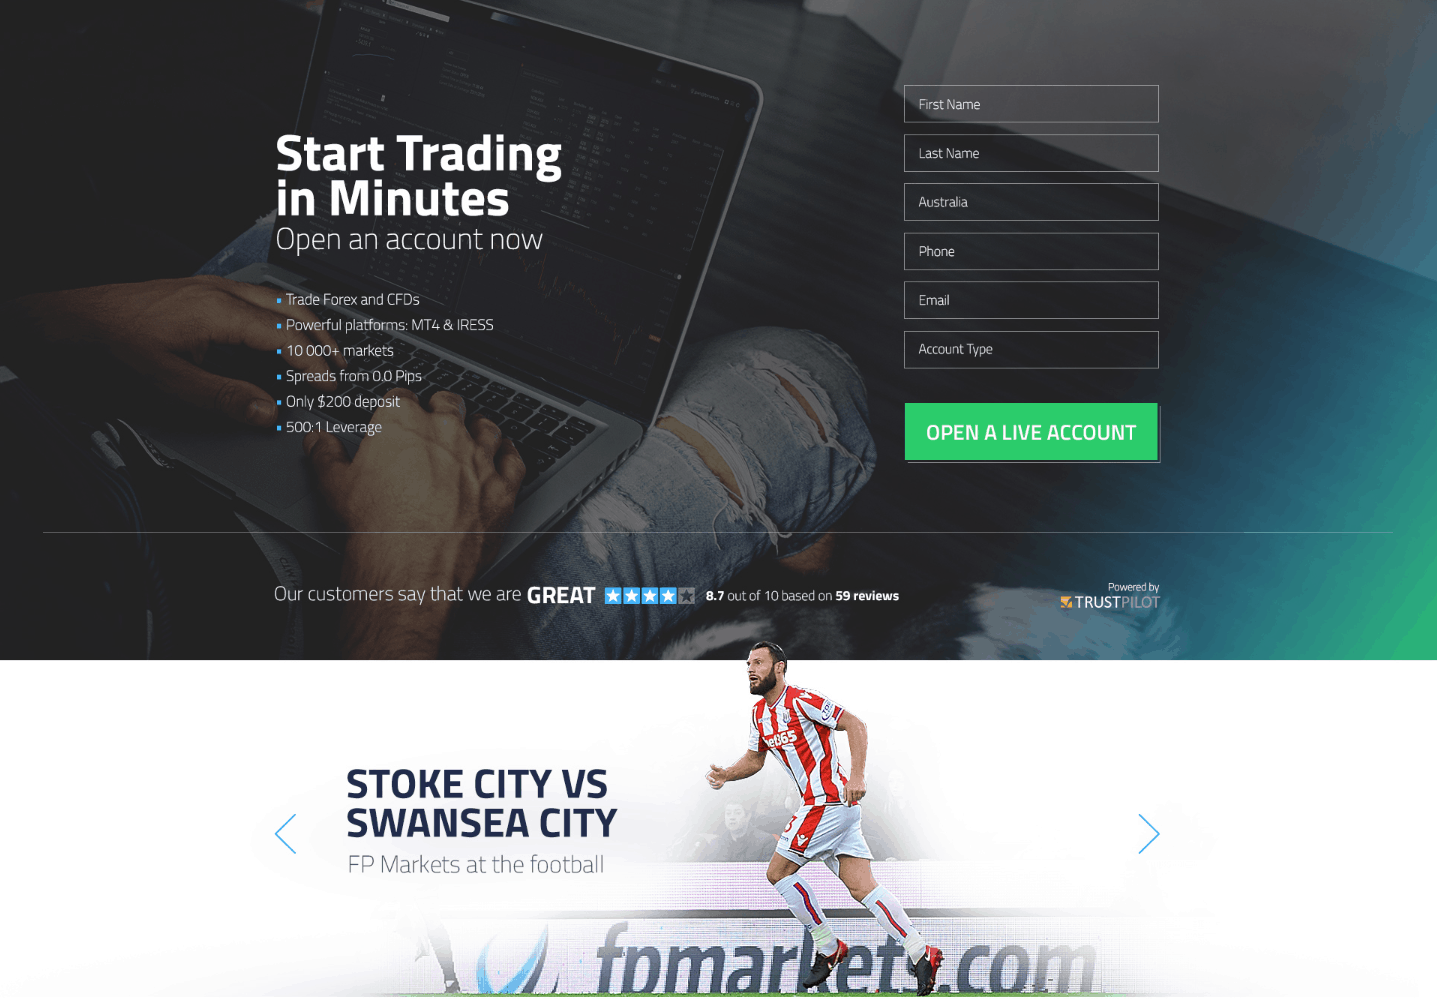 Start Trading
in Minutes
Open an account now
Trade Forex and CFDs
Powerful platforms: MT4 & IRESS
10 000+ markets
Spreads from 0.0 Pips
Only $200 deposit
500:1 Leverage
First Name
Last Name
Australia
Phone
Email
Account Type
OPEN A LIVE ACCOUNT
Our customers say that we are GREAT 8.7 out of 10 based on 59 reviews
Powered by
TRUSTPILOT
STOKE CITY VS
SWANSEA CITY
FP Markets at the football
bet365
fpmarkets.com